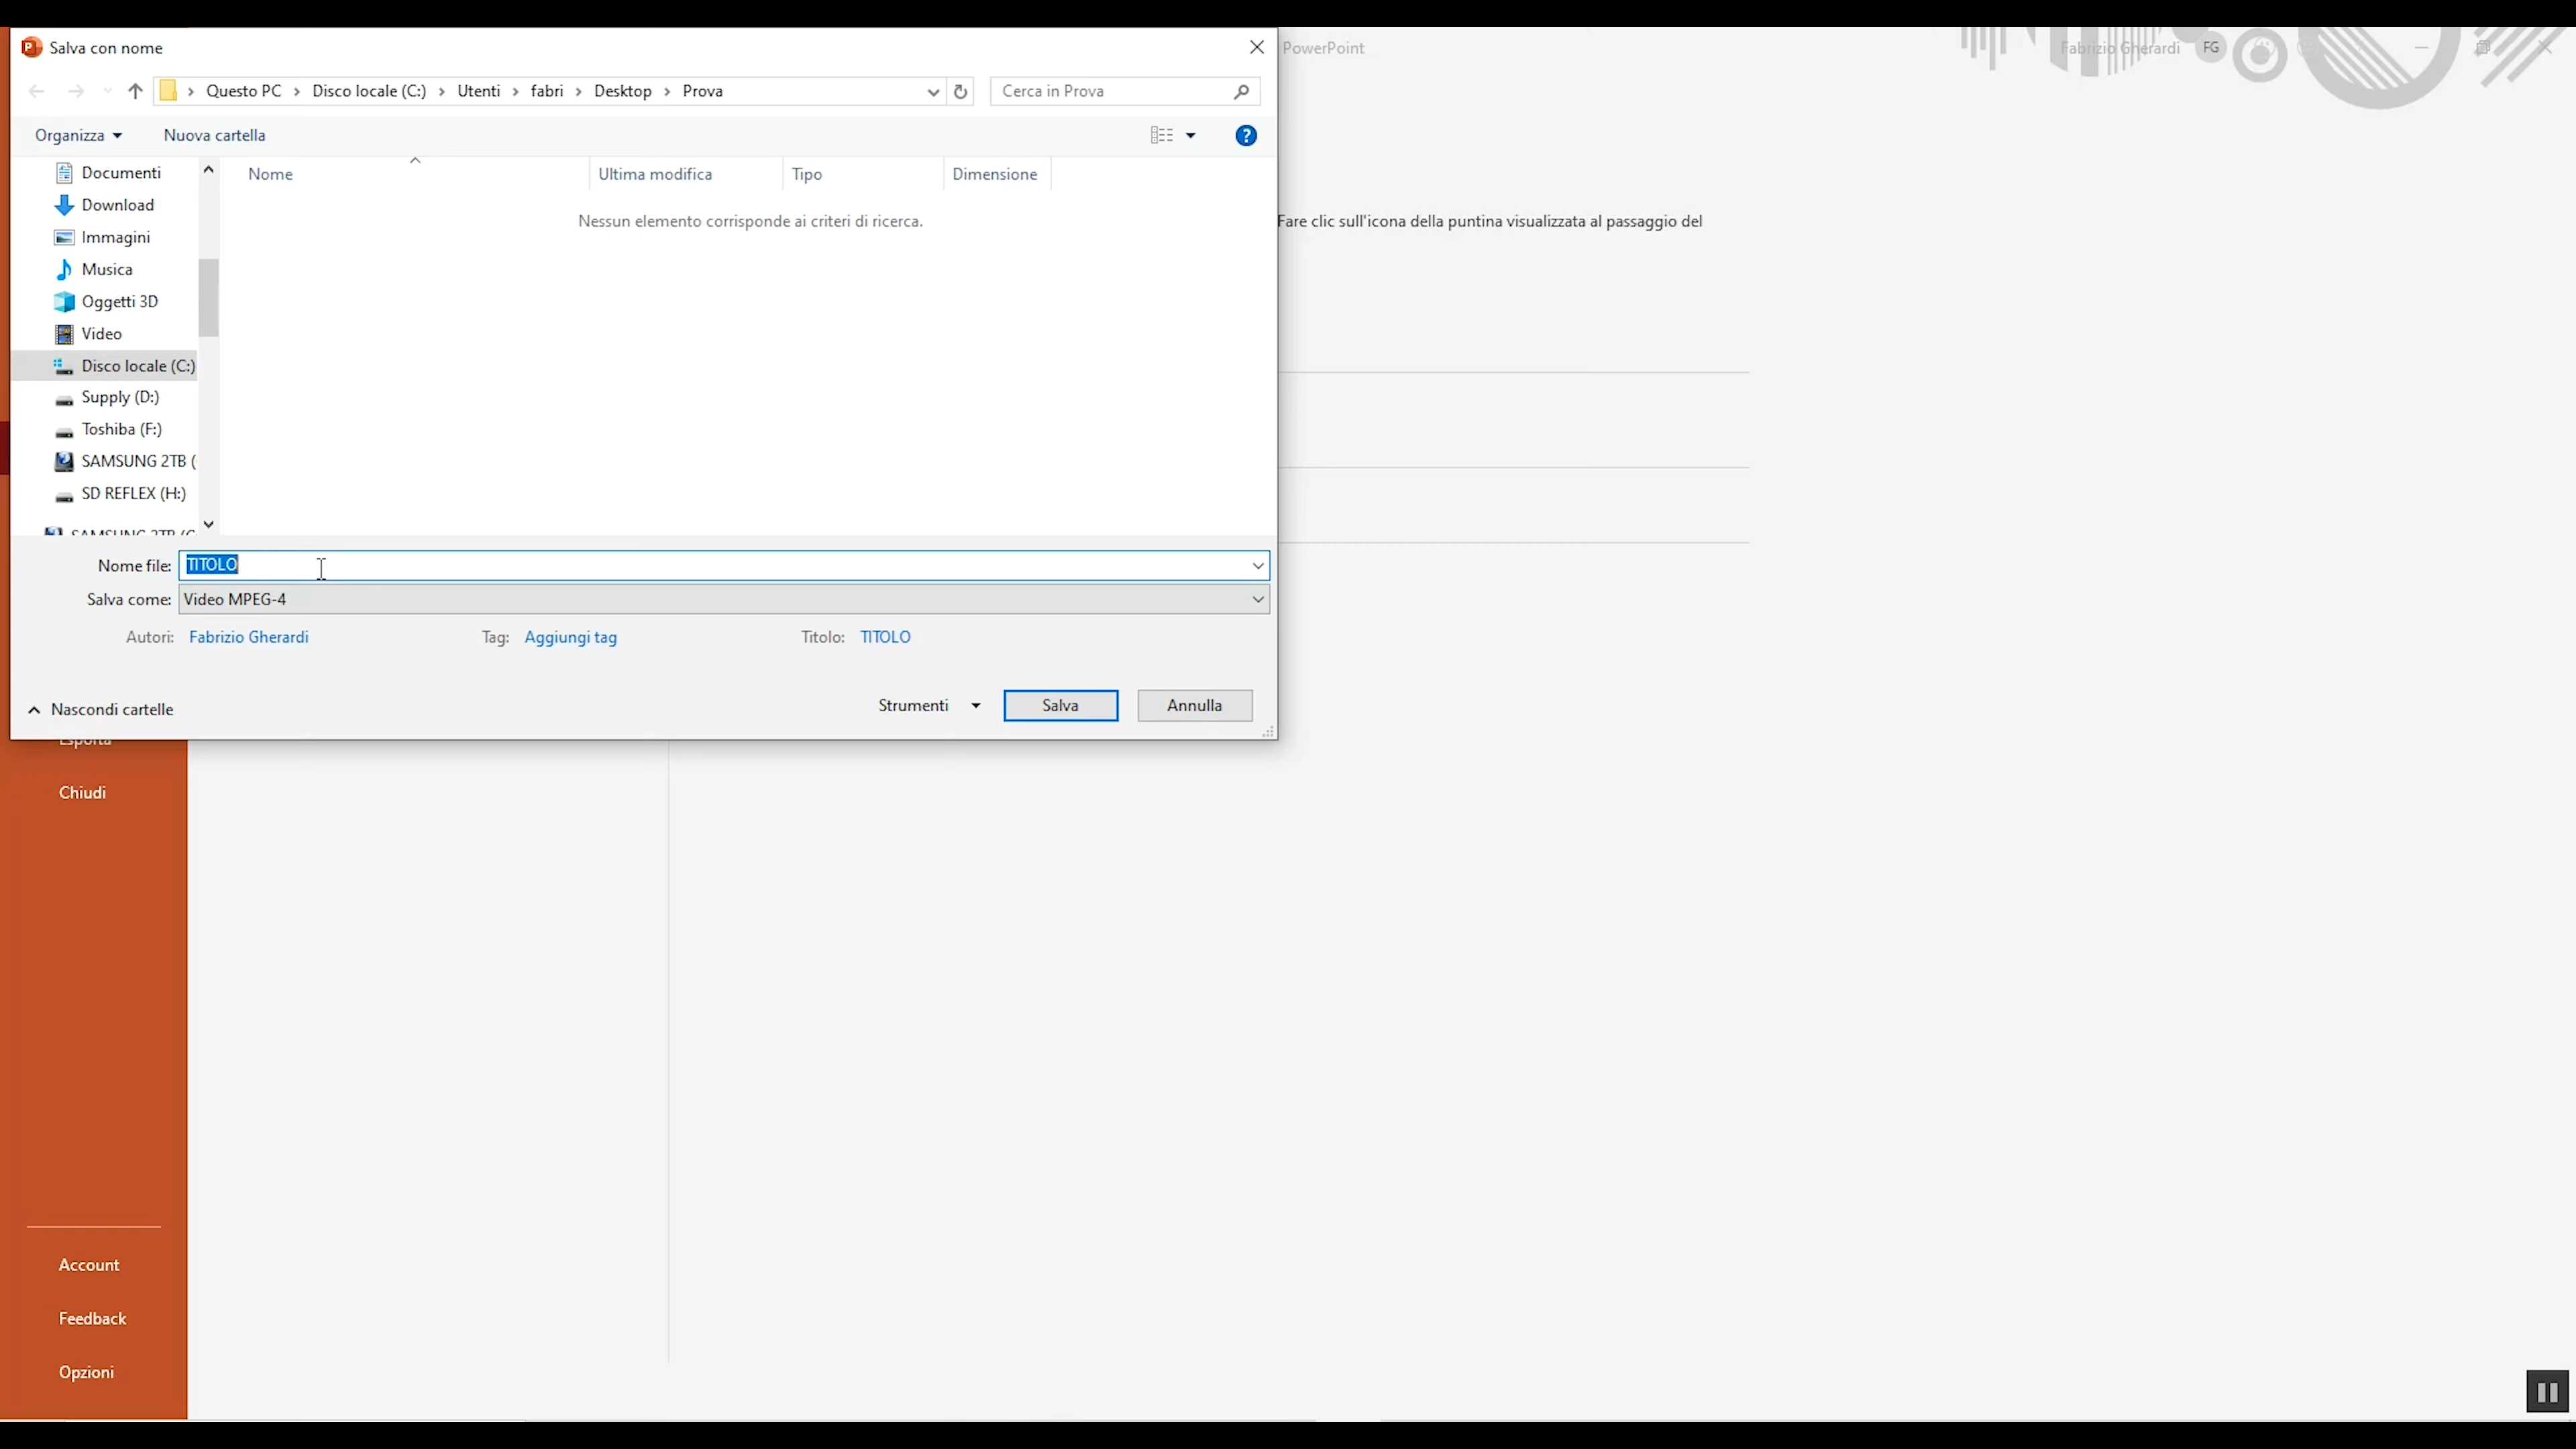 Salva con nome
PowerPoint
Fabrizio Gherardi FG
Questo PC > Disco locale (C:) > Utenti > fabri > Desktop > Prova
Cerca in Prova
Organizza
Nuova cartella
Documenti
Download
Immagini
Musica
Oggetti 3D
Video
Disco locale (C:)
Supply (D:)
Toshiba (F:)
SAMSUNG 2TB (
SD REFLEX (H:)
SAMSUNG 2TB (G
Nome Ultima modifica Tipo Dimensione
Nessun elemento corrisponde ai criteri di ricerca.
Fare clic sull'icona della puntina visualizzata al passaggio del
Nome file: TITOLO
Salva come: Video MPEG-4
Autori: Fabrizio Gherardi Tag: Aggiungi tag Titolo: TITOLO
Nascondi cartelle
Strumenti Salva Annulla
Esporta
Chiudi
Account
Feedback
Opzioni